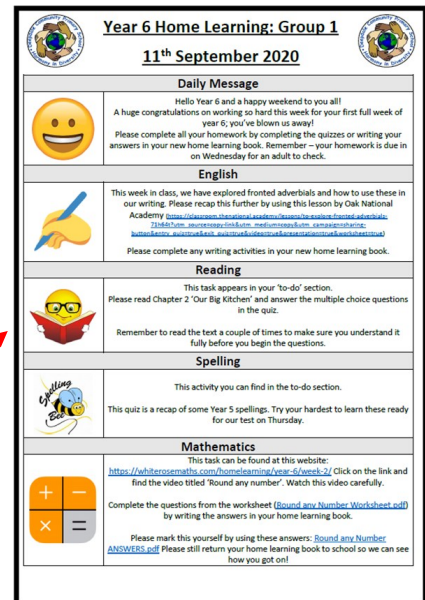 Year 6 Home Learning: Group 1
11th September 2020
Daily Message
Hello Year 6 and a happy weekend to you all!
A huge congratulations on working so hard this week for your first full week of
year 6; you've blown us away!
Please complete all your homework by completing the quizzes or writing your
answers in your new home learning book. Remember – your homework is due in
on Wednesday for an adult to check.
English
This week in class, we have explored fronted adverbials and how to use these in
our writing. Please recap this further by using this lesson by Oak National
Academy
Please complete any writing activities in your new home learning book.
Reading
This task appears in your 'to-do' section.
Please read Chapter 2 'Our Big Kitchen' and answer the multiple choice questions
in the quiz.
Remember to read the text a couple of times to make sure you understand it
fully before you begin the questions.
Spelling
Spelling
Bee
This activity you can find in the to-do section.
This quiz is a recap of some Year 5 spellings. Try your hardest to learn these ready
for our test on Thursday.
Mathematics
This task can be found at this website:
https://whiterosemaths.com/homelearning/year-6/week-2/ Click on the link and
find the video titled 'Round any number'. Watch this video carefully.
Complete the questions from the worksheet (Round any Number Worksheet.pdf)
by writing the answers in your home learning book.
Please mark this yourself by using these answers: Round any Number
ANSWERS.pdf Please still return your home learning book to school so we can see
how you got on!